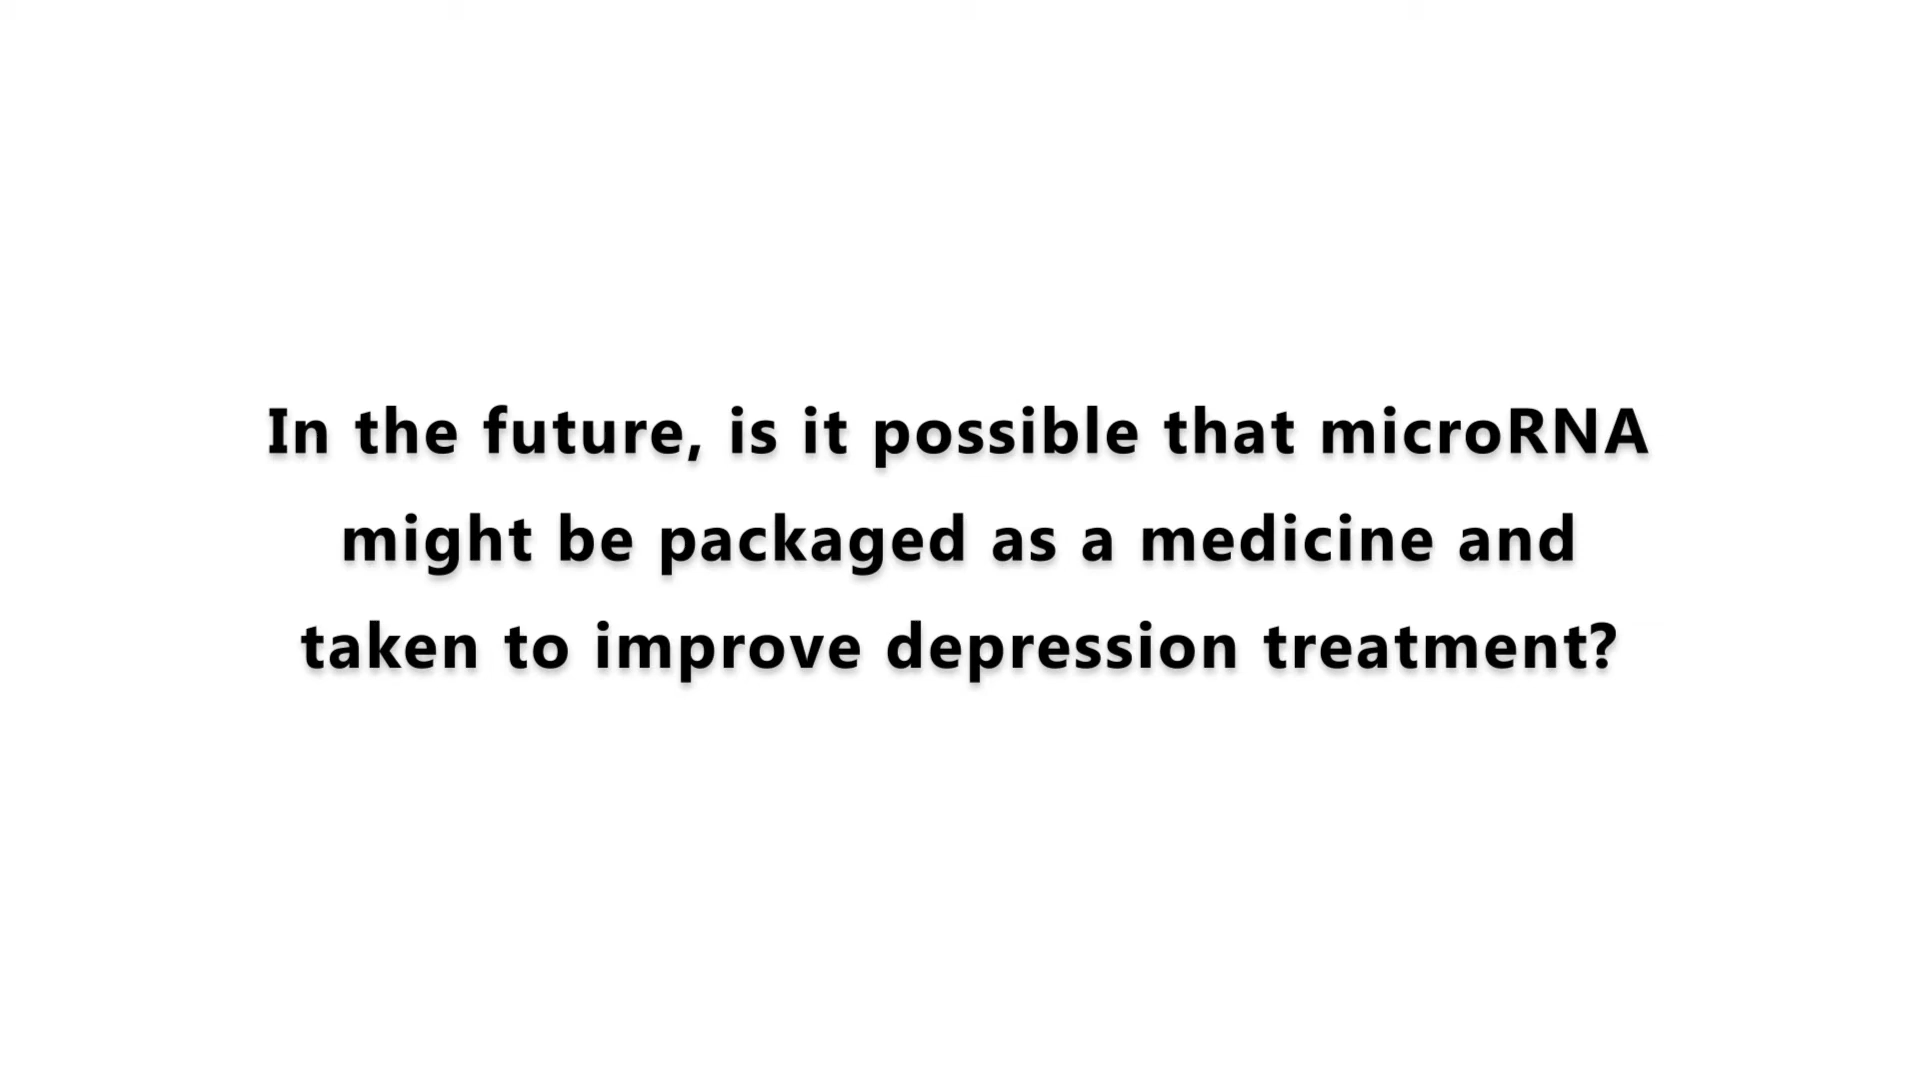 In the future, is it possible that microRNA
might be packaged as a medicine and
taken to improve depression treatment?